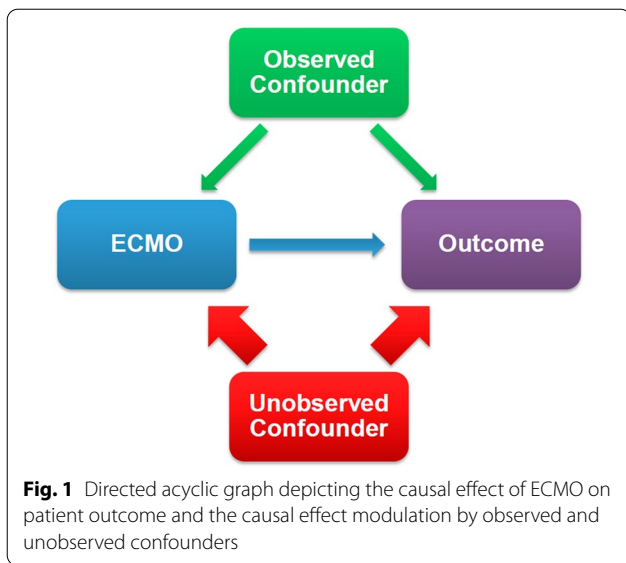 Observed
Confounder
ECMO
Outcome
Unobserved
Confounder
Fig. 1 Directed acyclic graph depicting the causal effect of ECMO on
patient outcome and the causal effect modulation by observed and
unobserved confounders